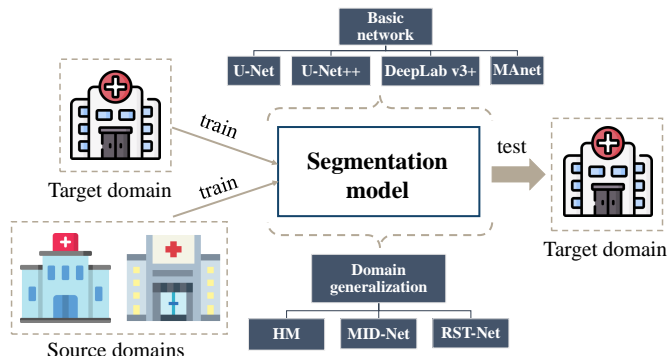 Basic
network
U-Net
U-Net++
DeepLab v3+
MAnet
train
Target domain
train
Segmentation
model
test
Target domain
Domain
generalization
HM
MID-Net
RST-Net
Source domains